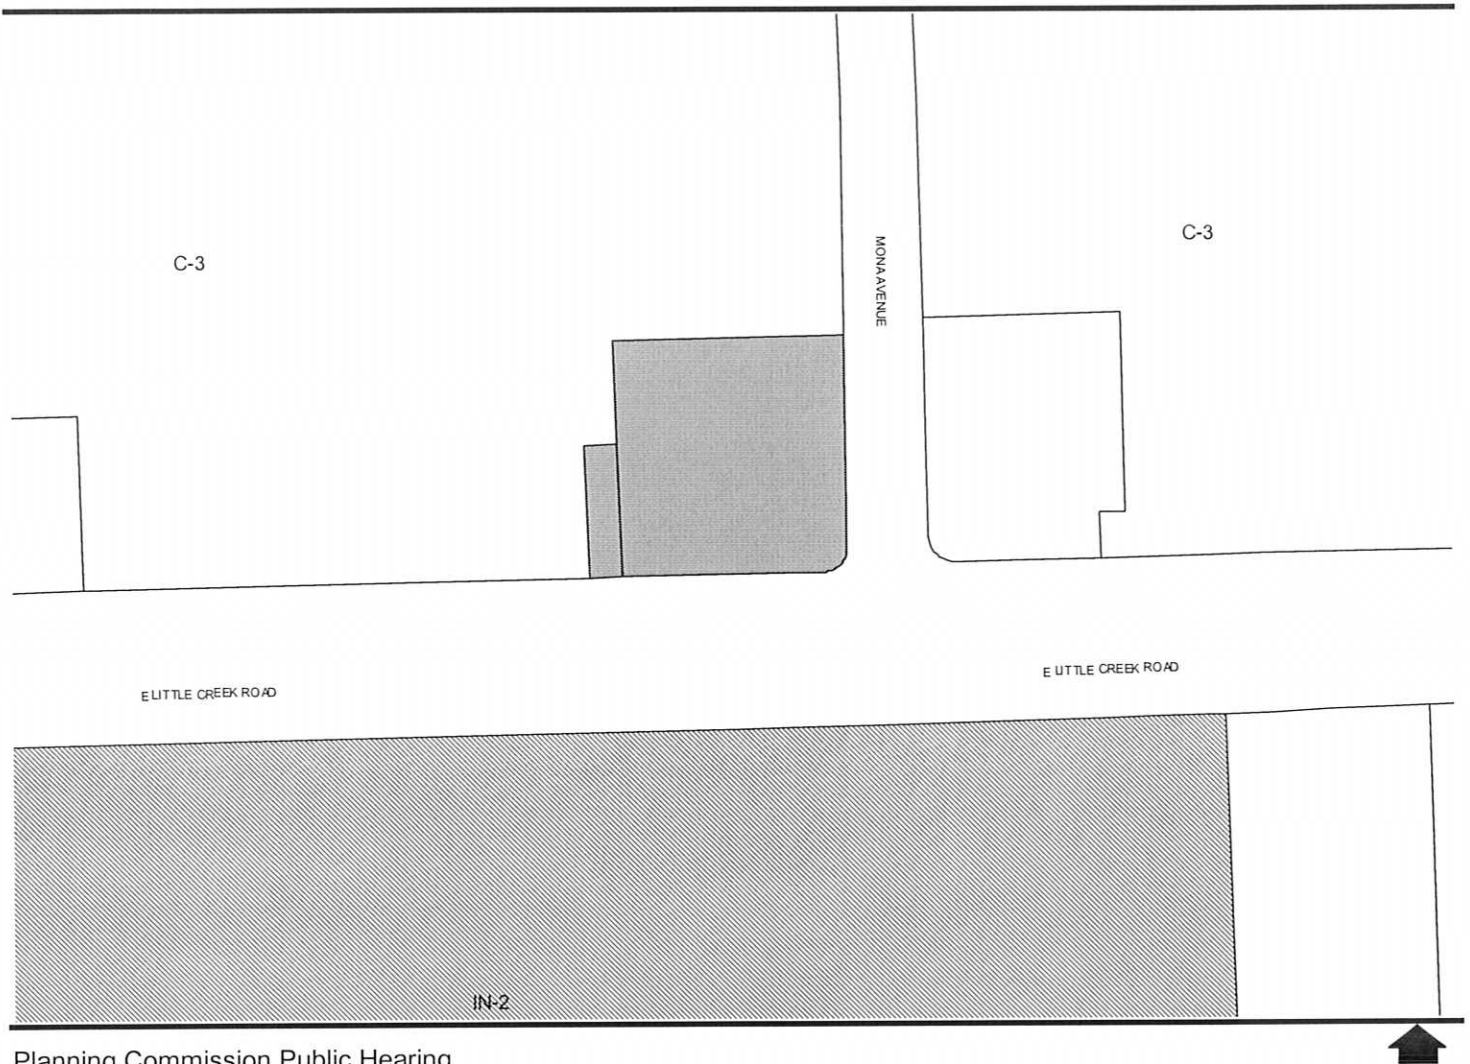 C-3
C-3
MONA AVENUE
E LITTLE CREEK ROAD
E LITTLE CREEK ROAD
IN-2
Planning Commission Public Hearing